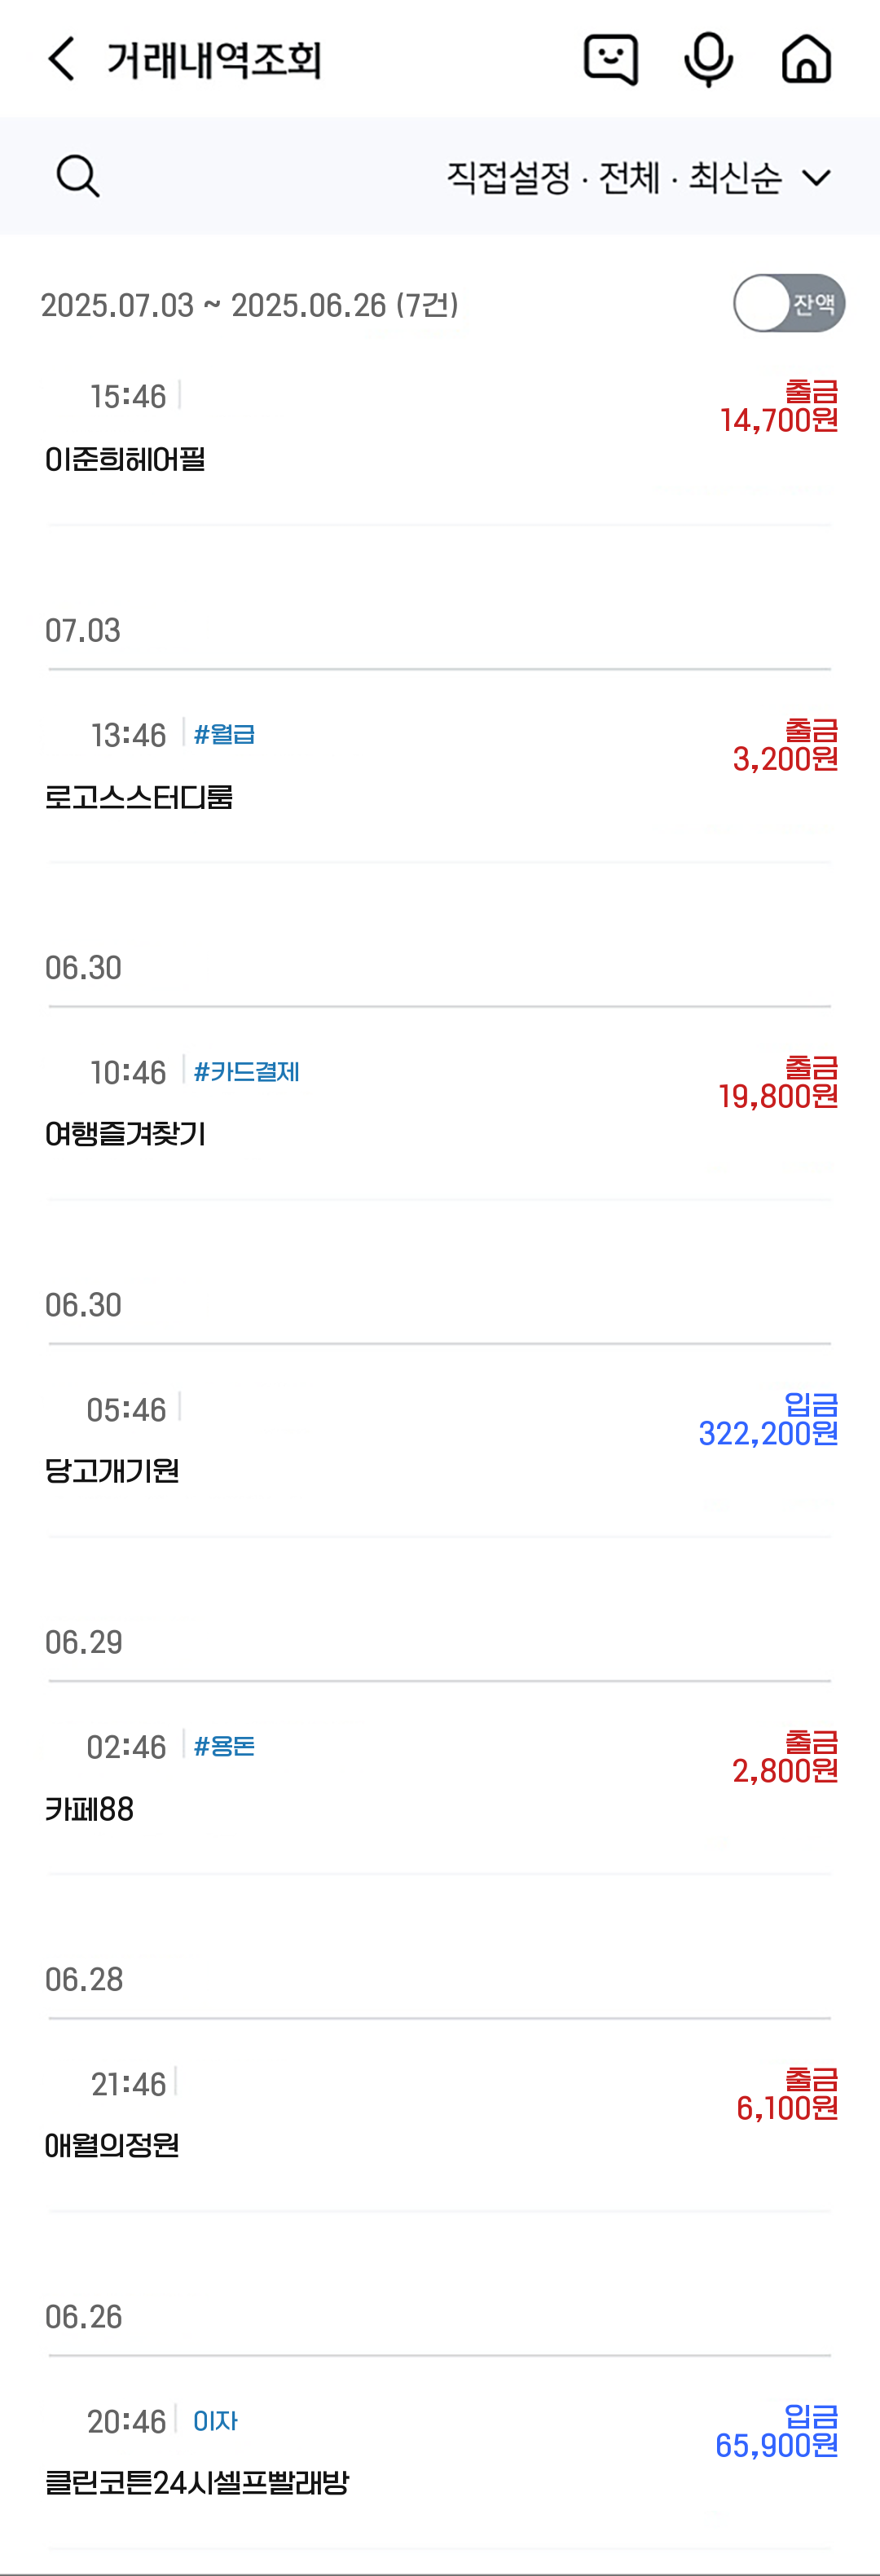 거래내역조회
직접설정 · 전체 · 최신순
2025.07.03 ~ 2025.06.26 (7건)
잔액
15:46
출금
14,700원
이준희헤어필
07.03
13:46 #월급
출금
3,200원
로고스스터디룸
06.30
10:46 #카드결제
출금
19,800원
여행즐겨찾기
06.30
05:46
입금
322,200원
당고개기원
06.29
02:46 #용돈
출금
2,800원
카페88
06.28
21:46
출금
6,100원
애월의정원
06.26
20:46 이자
입금
65,900원
클린코튼24시셀프빨래방